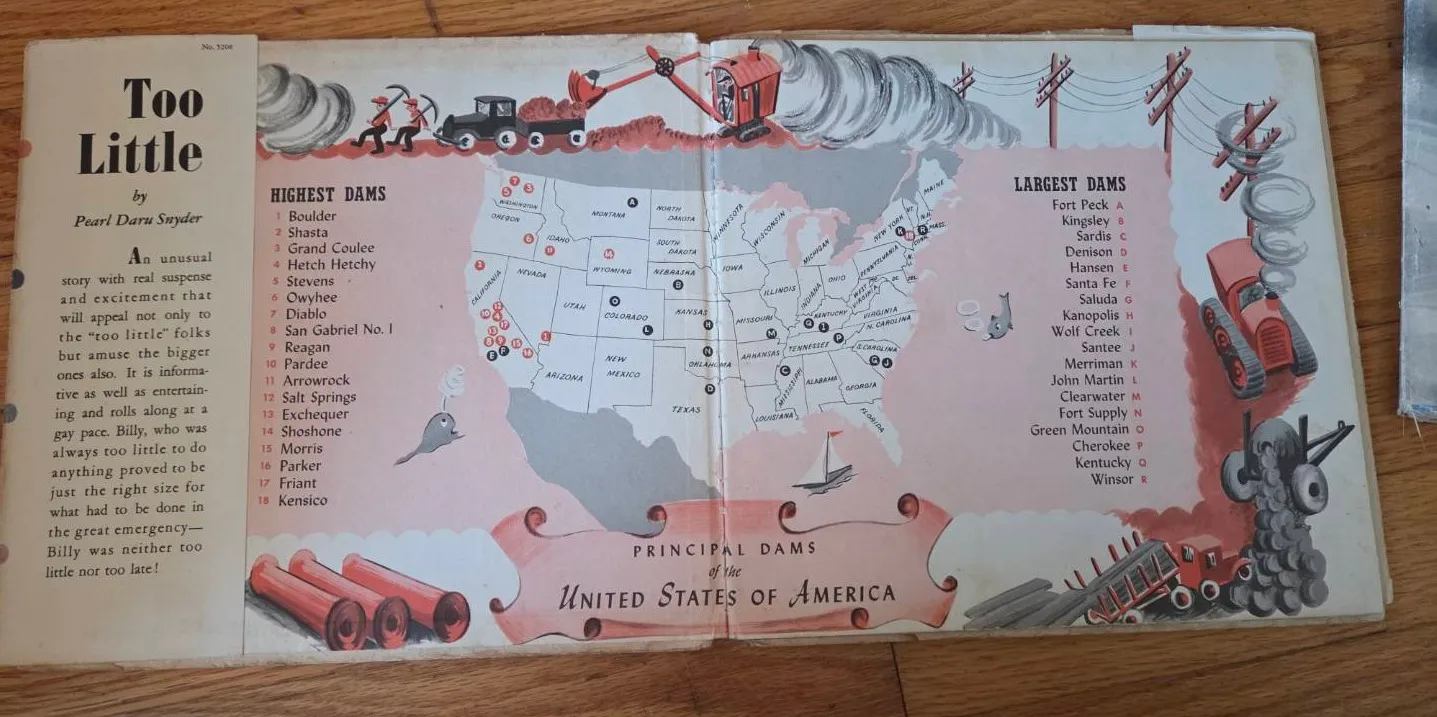 No. 5206
Too
Little
by
Pearl Daru Snyder
An unusual
story with real suspense
and excitement that
will appeal not only to
the “too little” folks
but amuse the bigger
ones also. It is informa-
tive as well as entertain-
ing and rolls along at a
gay pace. Billy, who was
always too little to do
anything proved to be
just the right size for
what had to be done in
the great emergency—
Billy was neither too
little nor too late!
HIGHEST DAMS
1 Boulder
2 Shasta
3 Grand Coulee
4 Hetch Hetchy
5 Stevens
6 Owyhee
7 Diablo
8 San Gabriel No. 1
9 Reagan
10 Pardee
11 Arrowrock
12 Salt Springs
13 Exchequer
14 Shoshone
15 Morris
16 Parker
17 Friant
18 Kensico
WASHINGTON
OREGON
IDAHO
MONTANA
NORTH
DAKOTA
SOUTH
DAKOTA
MINNESOTA
WISCONSIN
MICHIGAN
NEW YORK
VT.
N.H.
MAINE
MASS.
CONN.
CALIFORNIA
NEVADA
UTAH
WYOMING
COLORADO
NEBRASKA
KANSAS
IOWA
MISSOURI
ILLINOIS
INDIANA
OHIO
PENNSYLVANIA
WEST
VIRGINIA
VIRGINIA
DC
DEL.
KENTUCKY
TENNESSEE
N. CAROLINA
S. CAROLINA
ARIZONA
NEW
MEXICO
OKLAHOMA
TEXAS
ARKANSAS
LOUISIANA
MISSISSIPPI
ALABAMA
GEORGIA
FLORIDA
LARGEST DAMS
Fort Peck A
Kingsley B
Sardis C
Denison D
Hansen E
Santa Fe F
Saluda G
Kanopolis H
Wolf Creek I
Santee J
Merriman K
John Martin L
Clearwater M
Fort Supply N
Green Mountain O
Cherokee P
Kentucky Q
Winsor R
PRINCIPAL DAMS
of the
UNITED STATES OF AMERICA